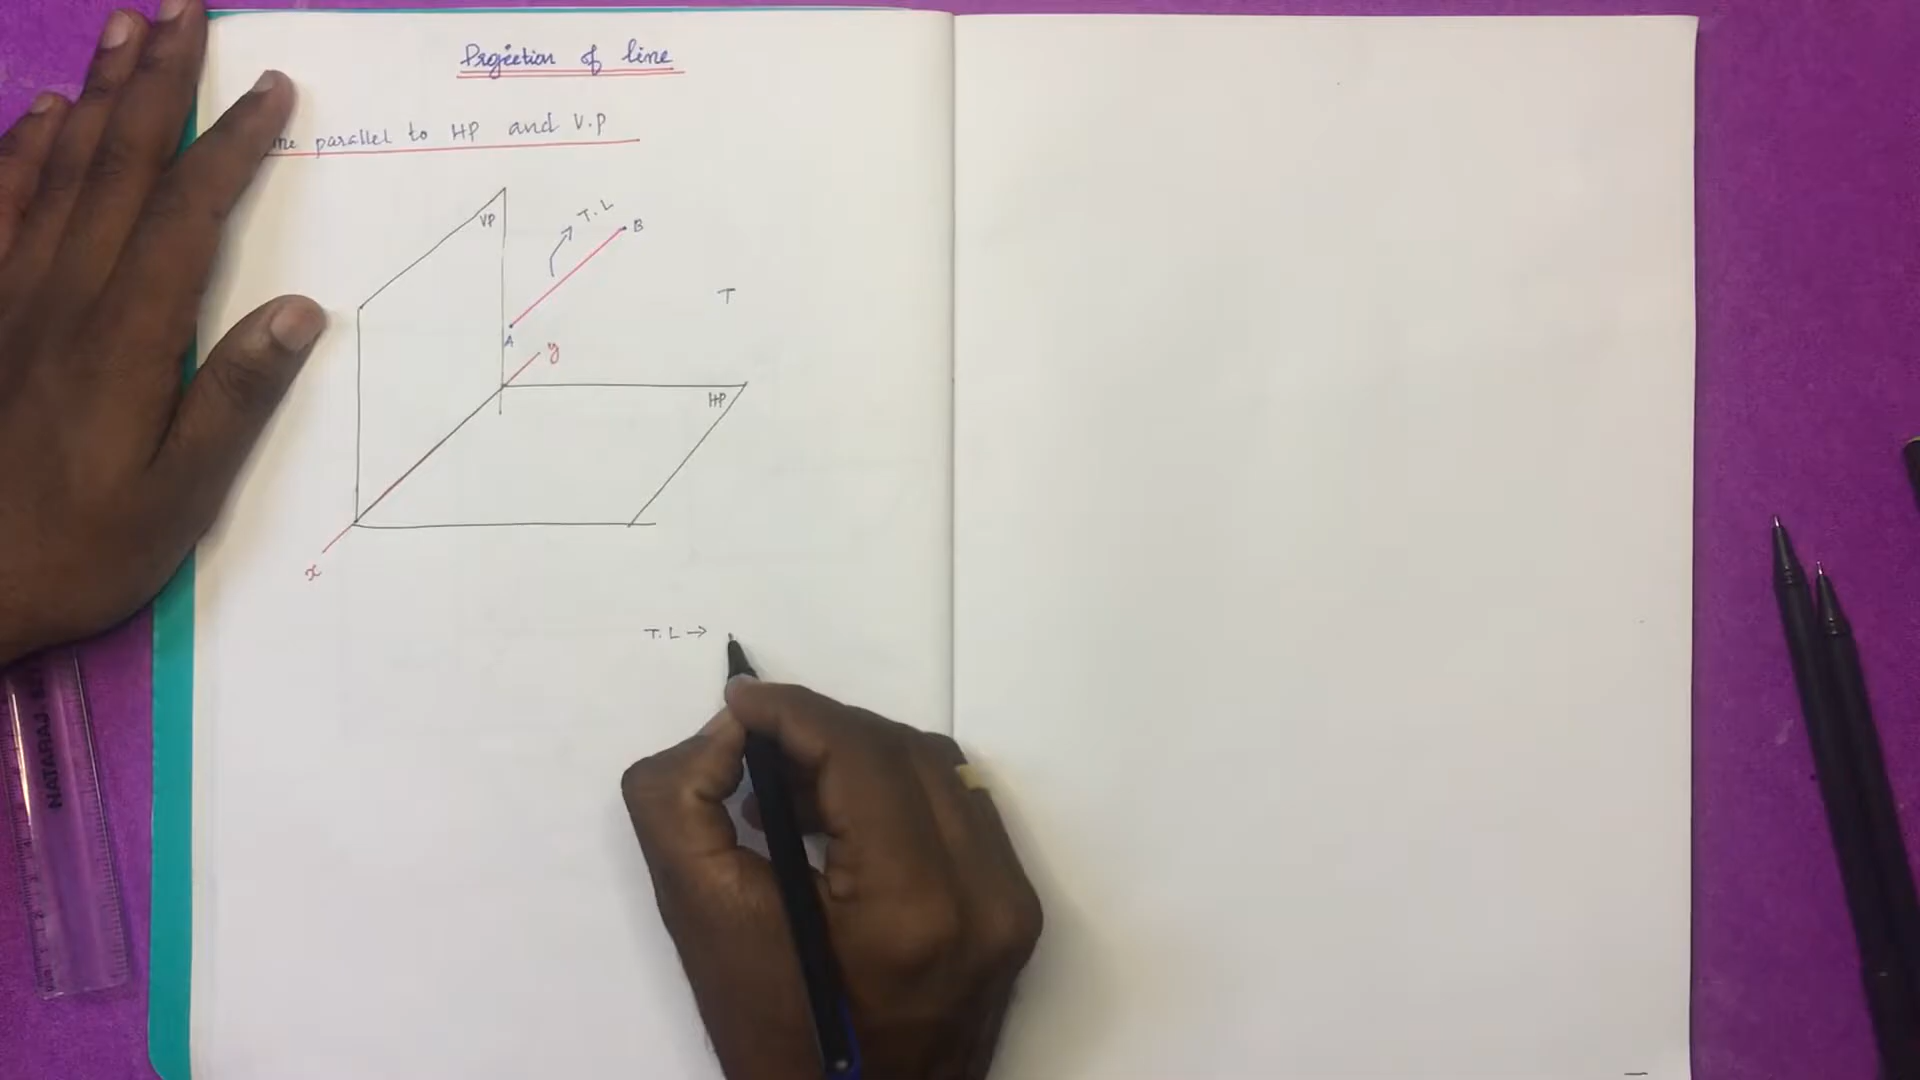 Projection of line
parallel to HP and V.P
VP
T.L
B
T
A
y
HP
x
T.L →
NATARAJ